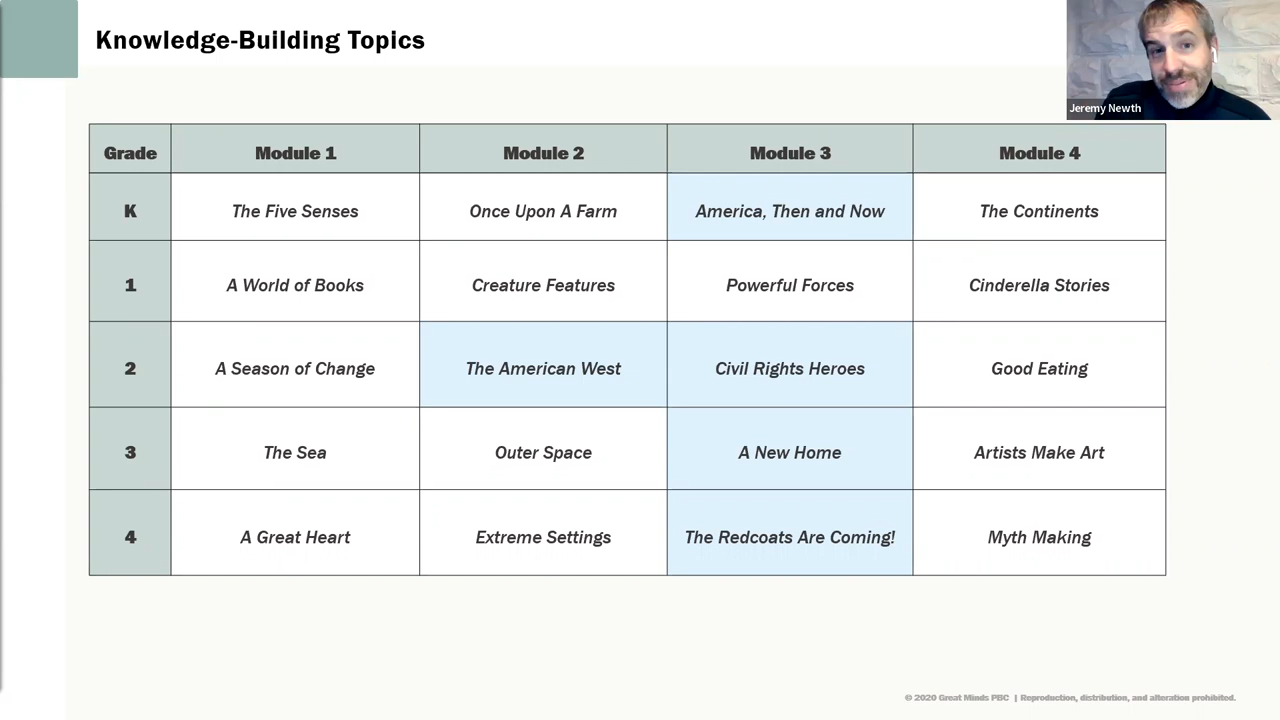 Knowledge-Building Topics
Jeremy Newth
Grade Module 1 Module 2 Module 3 Module 4
K The Five Senses Once Upon A Farm America, Then and Now The Continents
1 A World of Books Creature Features Powerful Forces Cinderella Stories
2 A Season of Change The American West Civil Rights Heroes Good Eating
3 The Sea Outer Space A New Home Artists Make Art
4 A Great Heart Extreme Settings The Redcoats Are Coming! Myth Making
© 2020 Great Minds PBC | Reproduction, distribution, and alteration prohibited.